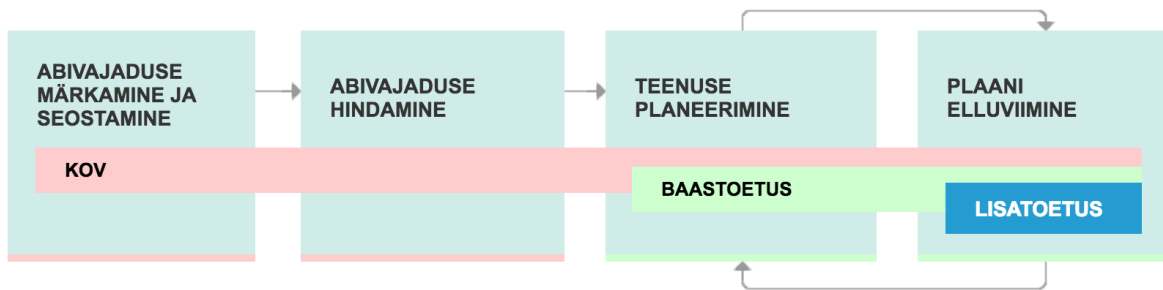 ABIVAJADUSE
MÄRKAMINE JA
SEOSTAMINE
ABIVAJADUSE
HINDAMINE
TEENUSE
PLANEERIMINE
PLAANI
ELLUVIIMINE
KOV
BAASTOETUS
LISATOETUS